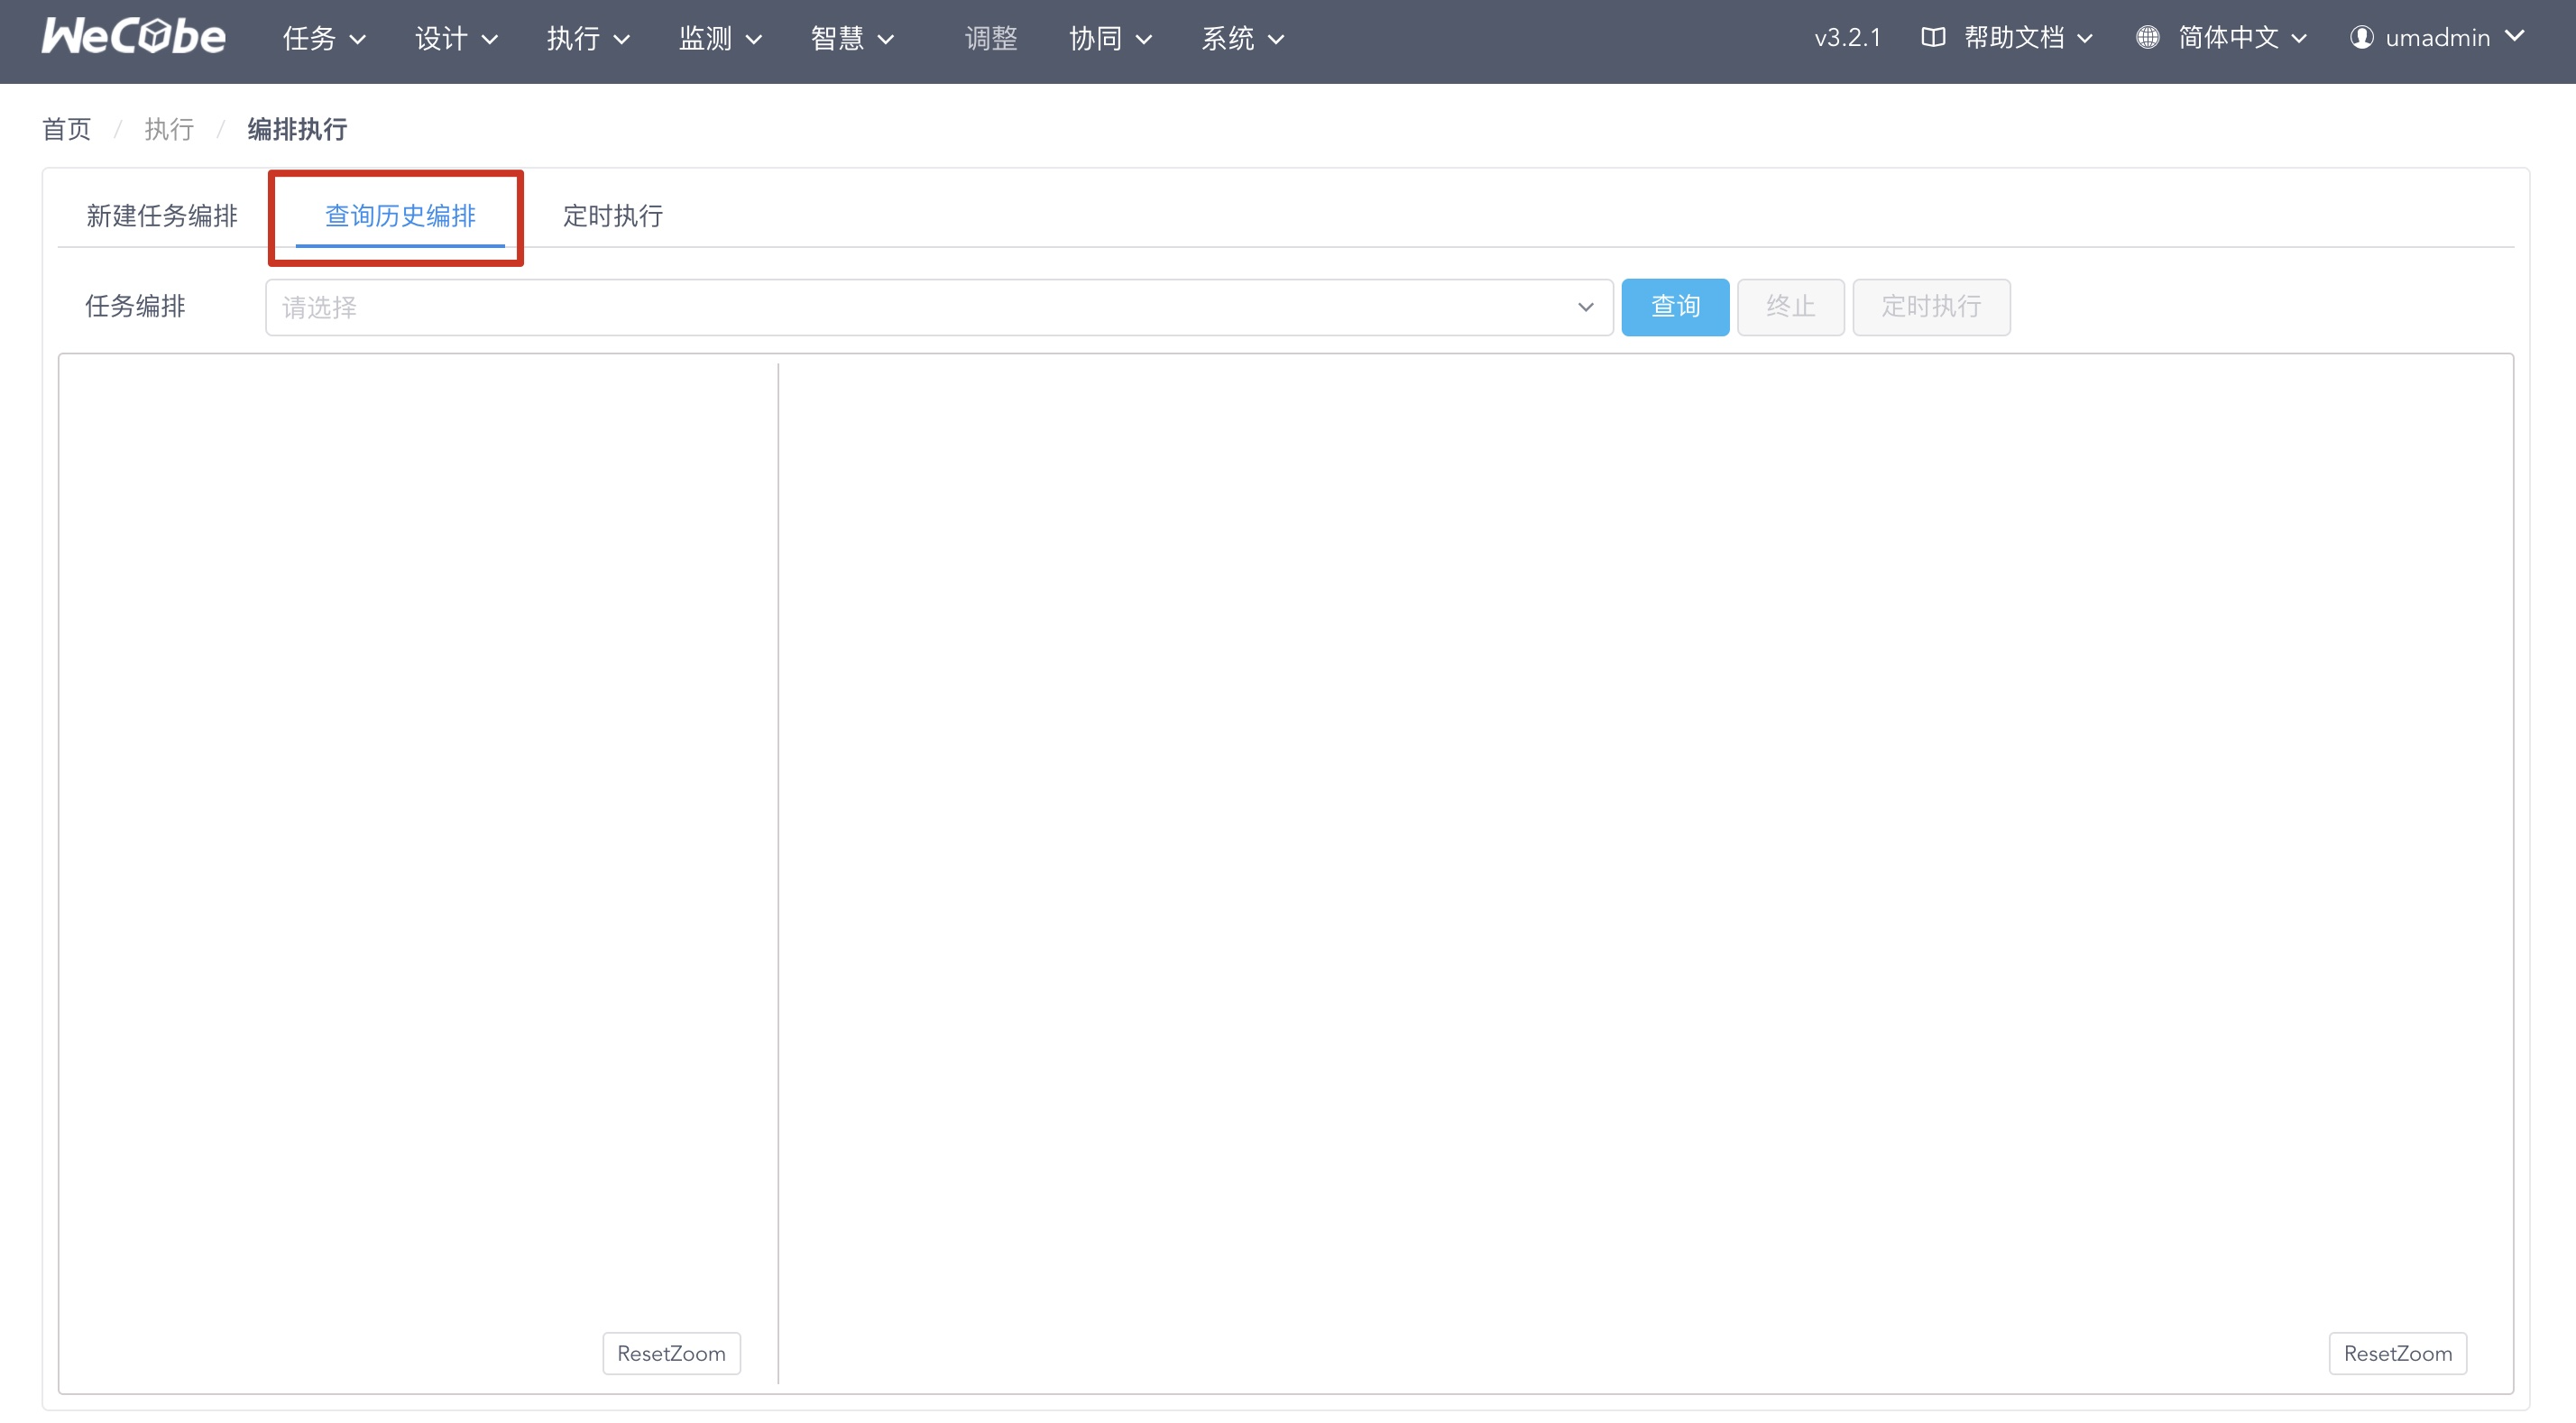 WeCube 任务 设计 执行 监测 智慧 调整 协同 系统 v3.2.1 帮助文档 简体中文 umadmin
首页 / 执行 / 编排执行
新建任务编排 查询历史编排 定时执行
任务编排 请选择 查询 终止 定时执行
ResetZoom ResetZoom